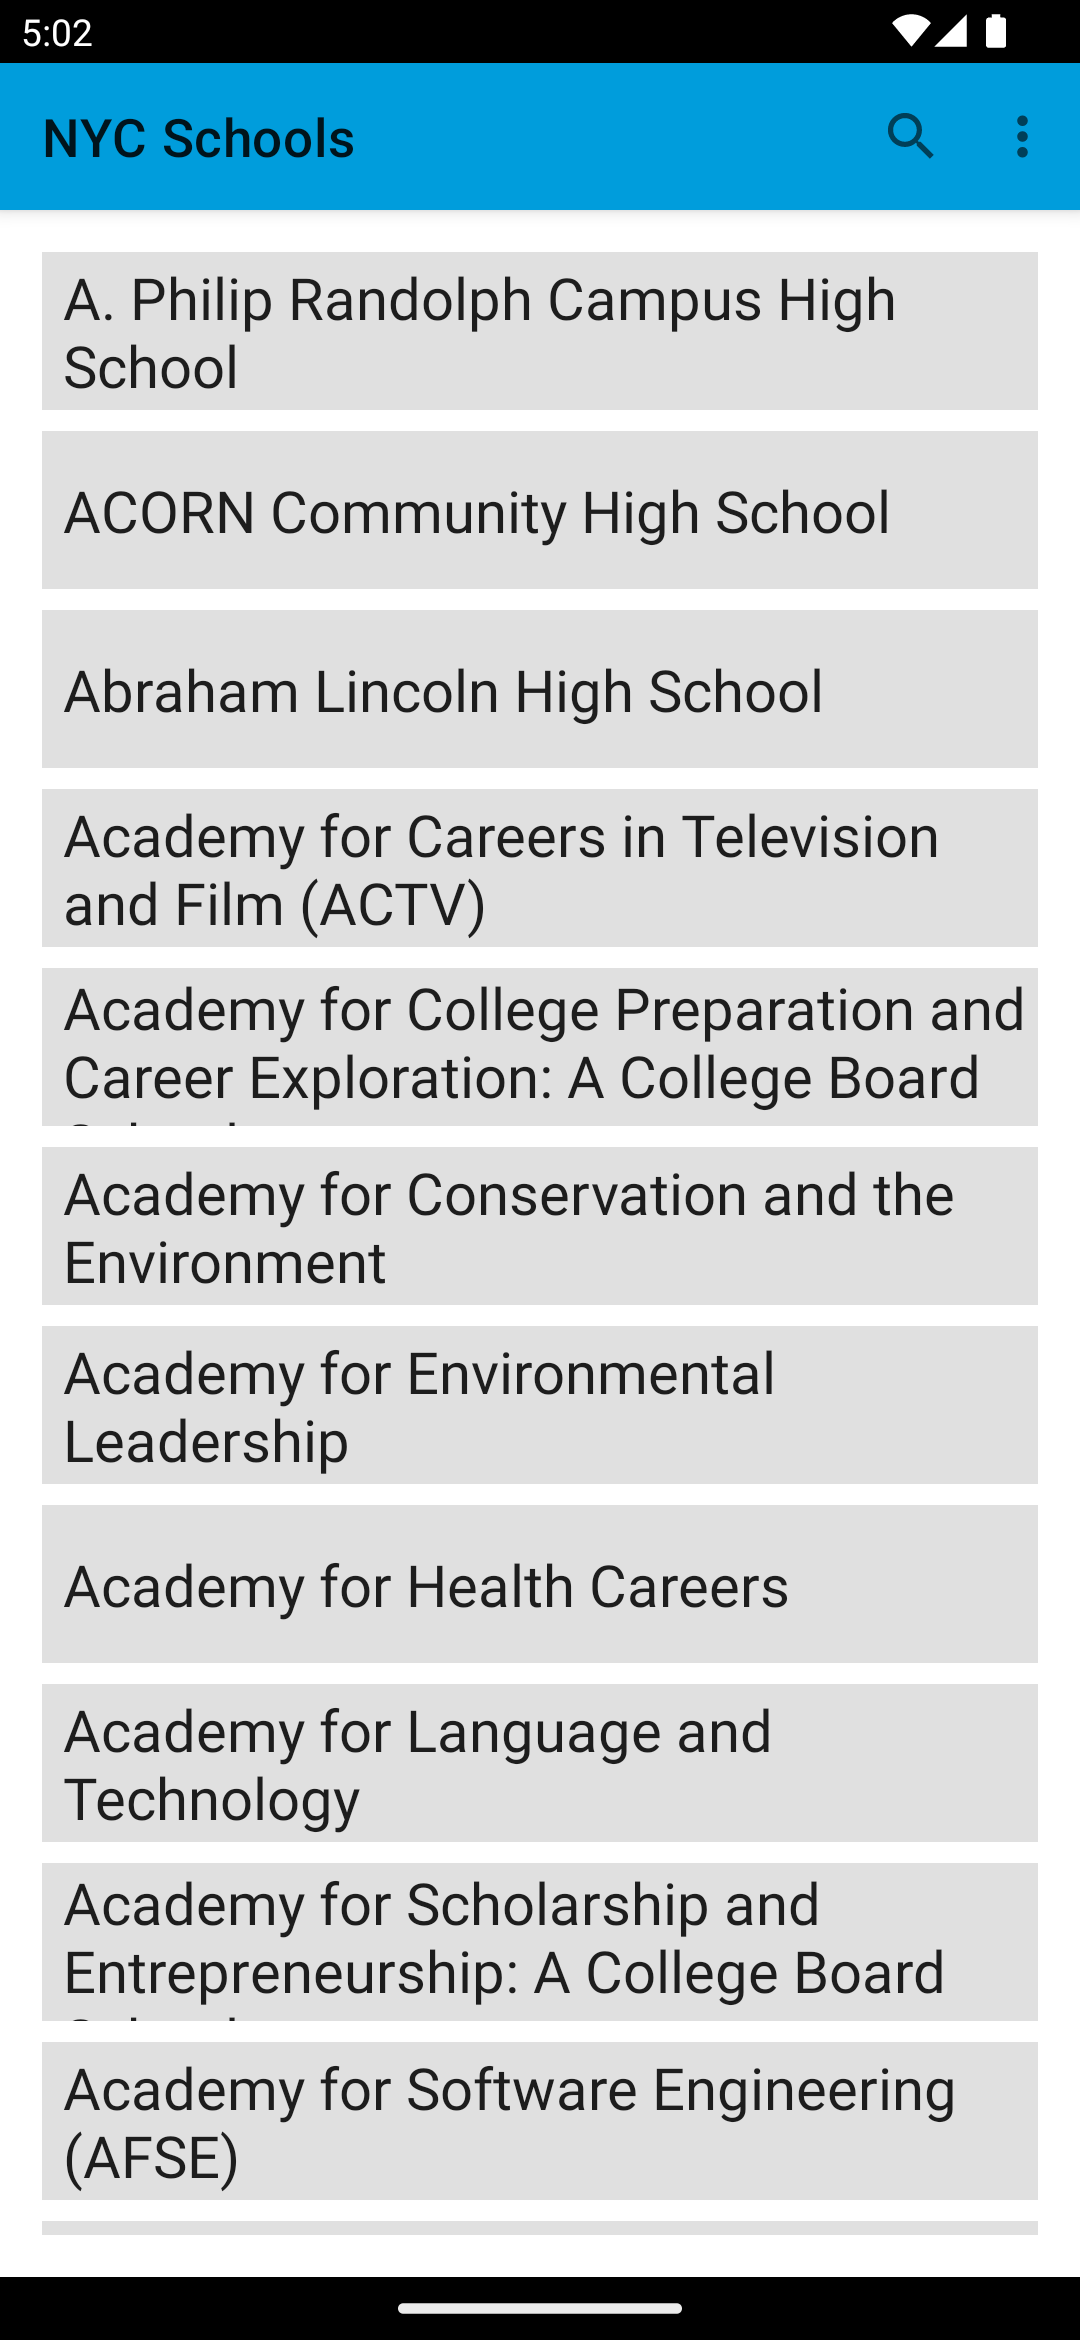 5:02
NYC Schools
A. Philip Randolph Campus High
School
ACORN Community High School
Abraham Lincoln High School
Academy for Careers in Television
and Film (ACTV)
Academy for College Preparation and
Career Exploration: A College Board
Academy for Conservation and the
Environment
Academy for Environmental
Leadership
Academy for Health Careers
Academy for Language and
Technology
Academy for Scholarship and
Entrepreneurship: A College Board
Academy for Software Engineering
(AFSE)